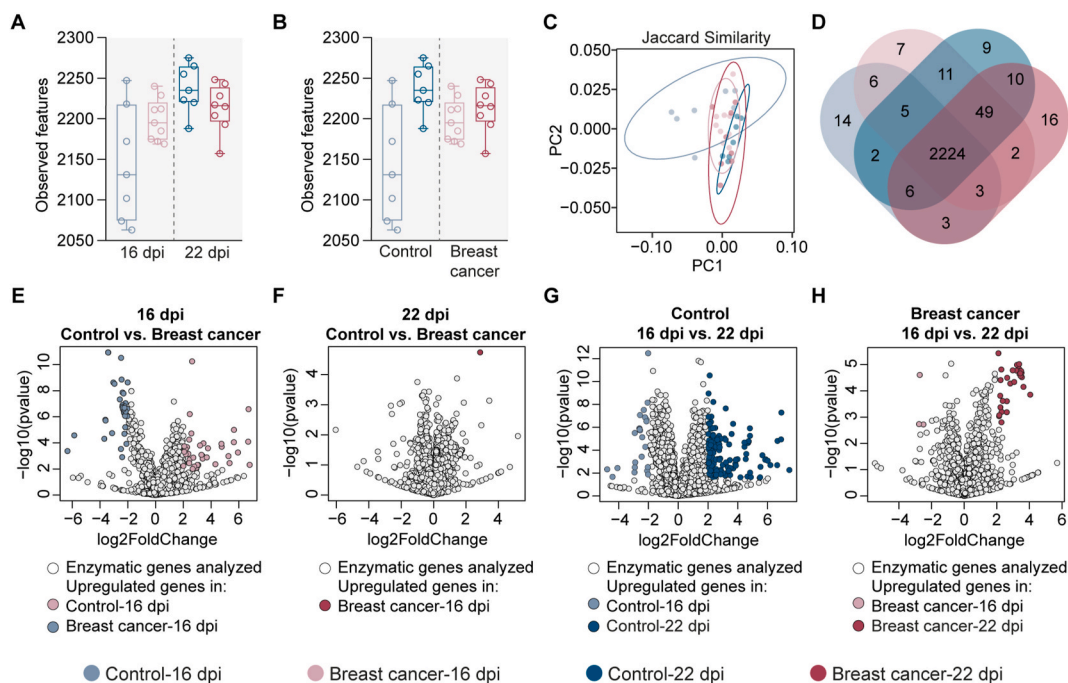 A
B
C
D
Observed features
2300
2250
2200
2150
2100
2050
16 dpi
22 dpi
Observed features
2300
2250
2200
2150
2100
2050
Control
Breast
cancer
Jaccard Similarity
PC2
0.050
0.025
0.000
−0.025
−0.050
−0.10
0.00
0.10
PC1
7
9
6
11
10
14
5
49
16
2
2224
2
6
3
3
E
F
G
H
16 dpi
Control vs. Breast cancer
−log10(pvalue)
10
8
6
4
2
0
−6 −4 −2 0 2 4 6
log2FoldChange
Enzymatic genes analyzed
Upregulated genes in:
Control-16 dpi
Breast cancer-16 dpi
22 dpi
Control vs. Breast cancer
−log10(pvalue)
4
3
2
1
0
−6 −4 −2 0 2 4
log2FoldChange
Enzymatic genes analyzed
Upregulated genes in:
Breast cancer-16 dpi
Control
16 dpi vs. 22 dpi
−log10(pvalue)
12
10
8
6
4
2
0
−4 −2 0 2 4 6
log2FoldChange
Enzymatic genes analyzed
Upregulated genes in:
Control-16 dpi
Control-22 dpi
Breast cancer
16 dpi vs. 22 dpi
−log10(pvalue)
5
4
3
2
1
0
−4 −2 0 2 4 6
log2FoldChange
Enzymatic genes analyzed
Upregulated genes in:
Breast cancer-16 dpi
Breast cancer-22 dpi
Control-16 dpi
Breast cancer-16 dpi
Control-22 dpi
Breast cancer-22 dpi